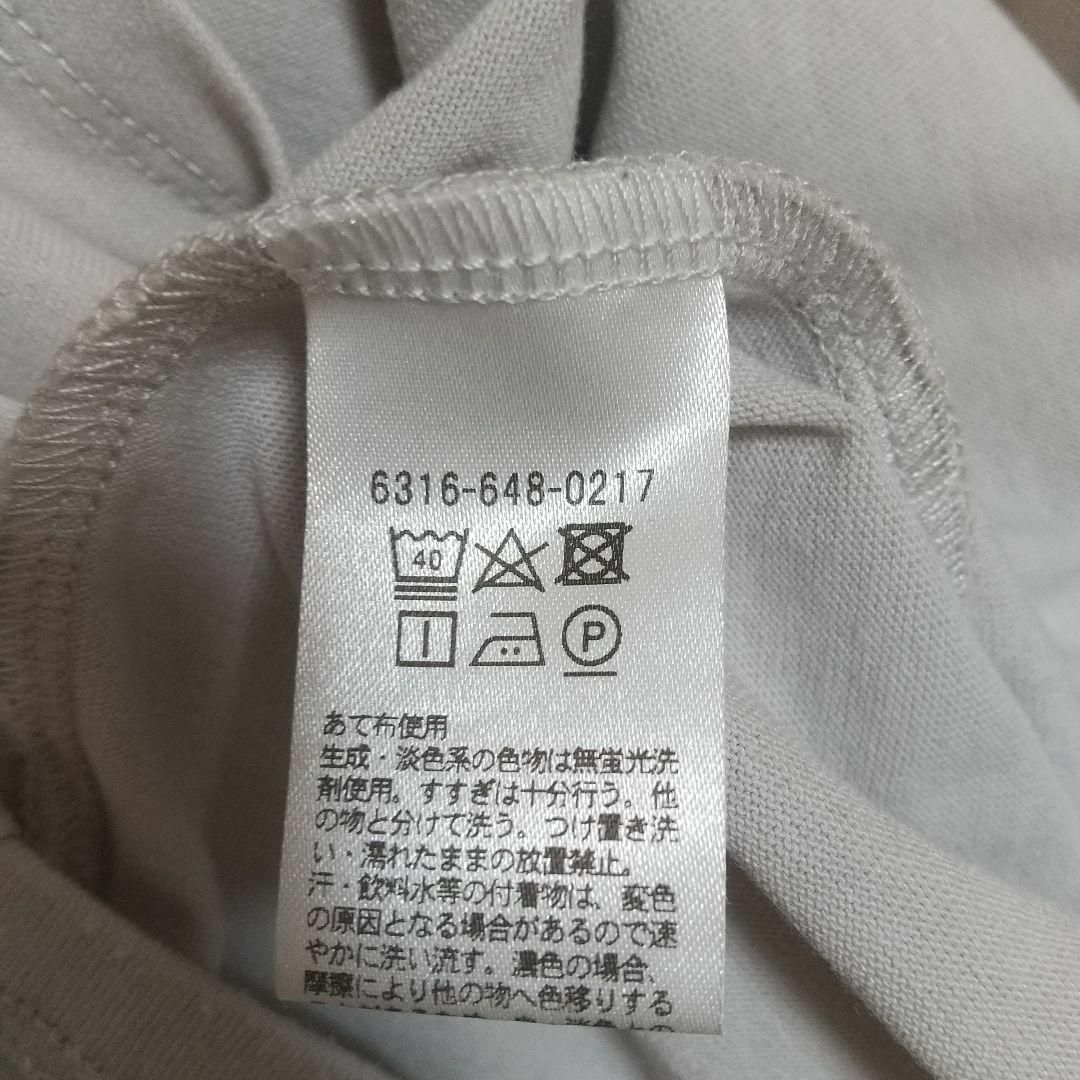 6316-648-0217
40
P
あて布使用
生成・淡色系の色物は無蛍光洗
剤使用。すすぎは十分行う。他
の物と分けて洗う。つけ置き洗
い・濡れたままの放置禁止。
汗・飲料水等の付着物は、変色
の原因となる場合があるので速
やかに洗い流す。濃色の場合、
摩擦により他の物へ色移りする